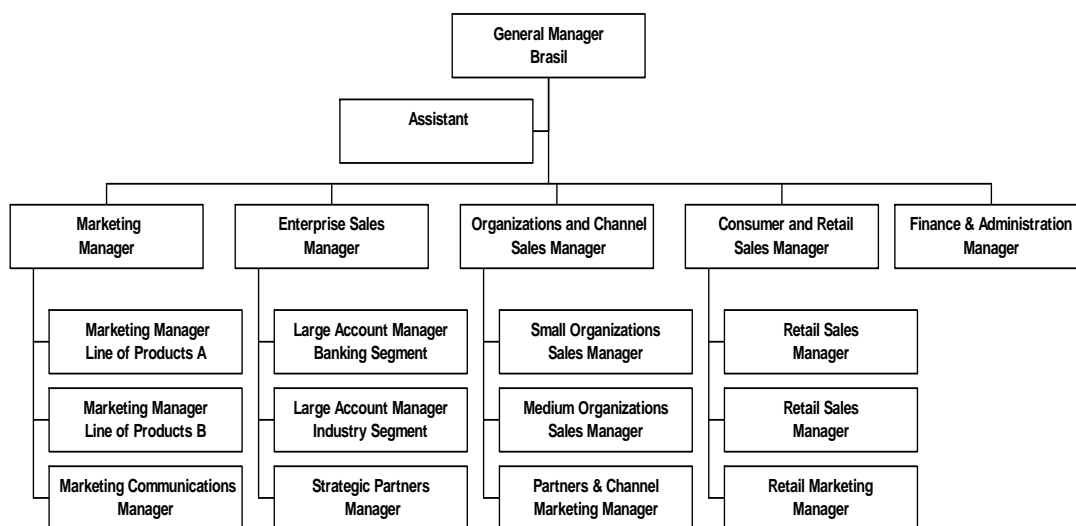 General Manager
Brasil
Assistant
Marketing
Manager
Enterprise Sales
Manager
Organizations and Channel
Sales Manager
Consumer and Retail
Sales Manager
Finance & Administration
Manager
Marketing Manager
Line of Products A
Large Account Manager
Banking Segment
Small Organizations
Sales Manager
Retail Sales
Manager
Marketing Manager
Line of Products B
Large Account Manager
Industry Segment
Medium Organizations
Sales Manager
Retail Sales
Manager
Marketing Communications
Manager
Strategic Partners
Manager
Partners & Channel
Marketing Manager
Retail Marketing
Manager